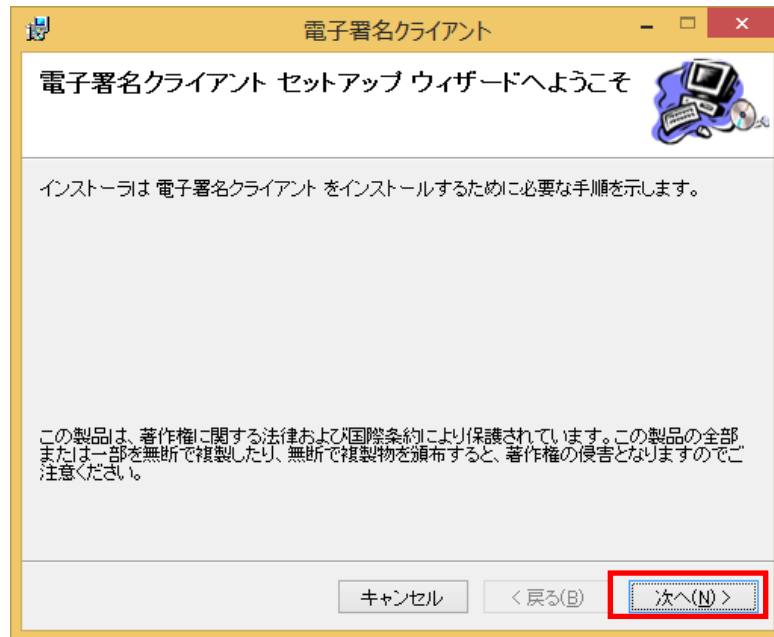 電子署名クライアント
電子署名クライアント セットアップ ウィザードへようこそ
インストーラは 電子署名クライアント をインストールするために必要な手順を示します。
この製品は、著作権に関する法律および国際条約により保護されています。この製品の全部
または一部を無断で複製したり、無断で複製物を頒布すると、著作権の侵害となりますのでご
注意ください。
キャンセル
< 戻る(B)
次へ(N) >